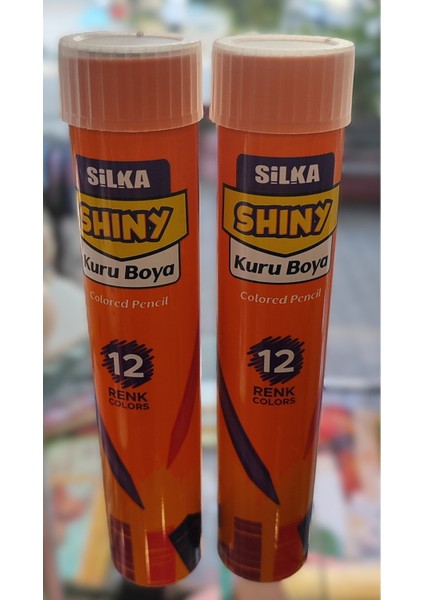 SiLKA
SHINY
Kuru Boya
Colored Pencil
12
RENK
COLORS
SiLKA
SHINY
Kuru Boya
Colored Pencil
12
RENK
COLORS